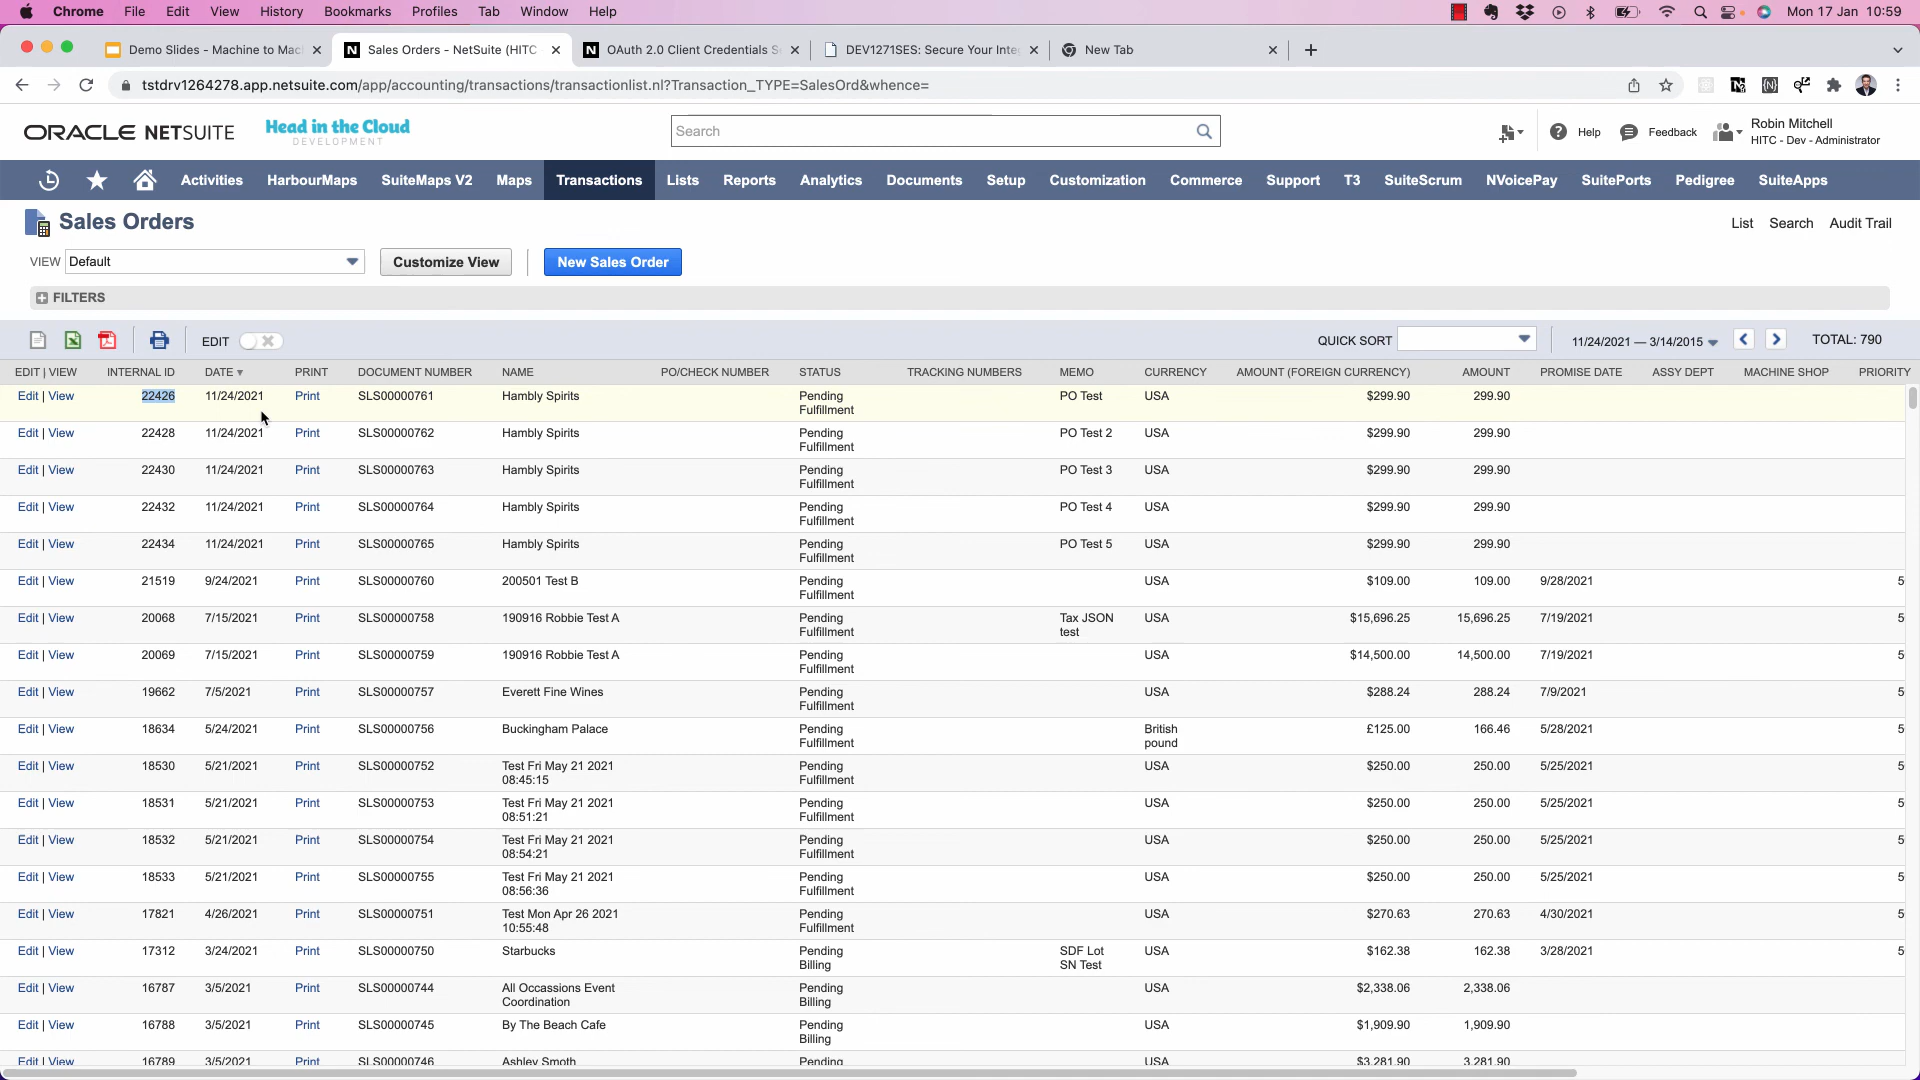 Chrome File Edit View History Bookmarks Profiles Tab Window Help Mon 17 Jan 10:59
Demo Slides - Machine to Mac Sales Orders - NetSuite (HITC - OAuth 2.0 Client Credentials S DEV1271SES: Secure Your Inte New Tab
tstdrv1264278.app.netsuite.com/app/accounting/transactions/transactionlist.nl?Transaction_TYPE=SalesOrd&whence=
ORACLE NETSUITE Head in the Cloud Search Help Feedback Robin Mitchell
DEVELOPMENT HITC - Dev - Administrator
Activities HarbourMaps SuiteMaps V2 Maps Transactions Lists Reports Analytics Documents Setup Customization Commerce Support T3 SuiteScrum NVoicePay SuitePorts Pedigree SuiteApps
Sales Orders List Search Audit Trail
VIEW Default Customize View New Sales Order
FILTERS
EDIT QUICK SORT 11/24/2021 — 3/14/2015 TOTAL: 790
EDIT | VIEW INTERNAL ID DATE PRINT DOCUMENT NUMBER NAME PO/CHECK NUMBER STATUS TRACKING NUMBERS MEMO CURRENCY AMOUNT (FOREIGN CURRENCY) AMOUNT PROMISE DATE ASSY DEPT MACHINE SHOP PRIORITY
Edit | View 22426 11/24/2021 Print SLS00000761 Hambly Spirits Pending PO Test USA $299.90 299.90
Fulfillment
Edit | View 22428 11/24/2021 Print SLS00000762 Hambly Spirits Pending PO Test 2 USA $299.90 299.90
Fulfillment
Edit | View 22430 11/24/2021 Print SLS00000763 Hambly Spirits Pending PO Test 3 USA $299.90 299.90
Fulfillment
Edit | View 22432 11/24/2021 Print SLS00000764 Hambly Spirits Pending PO Test 4 USA $299.90 299.90
Fulfillment
Edit | View 22434 11/24/2021 Print SLS00000765 Hambly Spirits Pending PO Test 5 USA $299.90 299.90
Fulfillment
Edit | View 21519 9/24/2021 Print SLS00000760 200501 Test B Pending USA $109.00 109.00 9/28/2021 5
Fulfillment
Edit | View 20068 7/15/2021 Print SLS00000758 190916 Robbie Test A Pending Tax JSON USA $15,696.25 15,696.25 7/19/2021 5
Fulfillment test
Edit | View 20069 7/15/2021 Print SLS00000759 190916 Robbie Test A Pending USA $14,500.00 14,500.00 7/19/2021 5
Fulfillment
Edit | View 19662 7/5/2021 Print SLS00000757 Everett Fine Wines Pending USA $288.24 288.24 7/9/2021 5
Fulfillment
Edit | View 18634 5/24/2021 Print SLS00000756 Buckingham Palace Pending British £125.00 166.46 5/28/2021 5
Fulfillment pound
Edit | View 18530 5/21/2021 Print SLS00000752 Test Fri May 21 2021 Pending USA $250.00 250.00 5/25/2021 5
08:45:15 Fulfillment
Edit | View 18531 5/21/2021 Print SLS00000753 Test Fri May 21 2021 Pending USA $250.00 250.00 5/25/2021 5
08:51:21 Fulfillment
Edit | View 18532 5/21/2021 Print SLS00000754 Test Fri May 21 2021 Pending USA $250.00 250.00 5/25/2021 5
08:54:21 Fulfillment
Edit | View 18533 5/21/2021 Print SLS00000755 Test Fri May 21 2021 Pending USA $250.00 250.00 5/25/2021 5
08:56:36 Fulfillment
Edit | View 17821 4/26/2021 Print SLS00000751 Test Mon Apr 26 2021 Pending USA $270.63 270.63 4/30/2021 5
10:55:48 Fulfillment
Edit | View 17312 3/24/2021 Print SLS00000750 Starbucks Pending SDF Lot USA $162.38 162.38 3/28/2021 5
Billing SN Test
Edit | View 16787 3/5/2021 Print SLS00000744 All Occassions Event Pending USA $2,338.06 2,338.06
Coordination Billing
Edit | View 16788 3/5/2021 Print SLS00000745 By The Beach Cafe Pending USA $1,909.90 1,909.90
Billing
Edit | View 16789 3/5/2021 Print SLS00000746 Ashley Smoth Pending USA $3,281.90 3,281.90